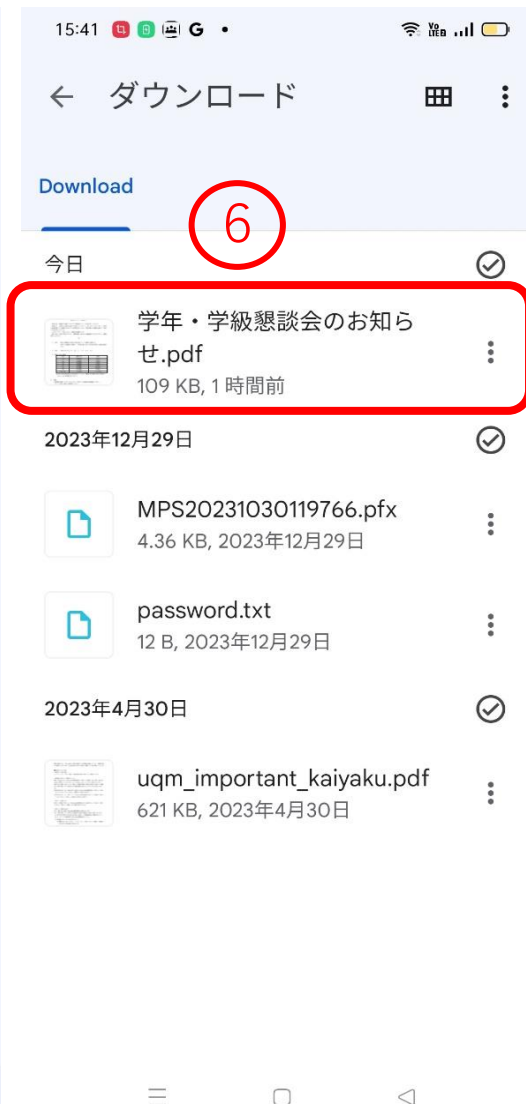 15:41 G
ダウンロード
Download
6
今日
学年・学級懇談会のお知ら
せ.pdf
109 KB, 1 時間前
2023年12月29日
MPS20231030119766.pfx
4.36 KB, 2023年12月29日
password.txt
12 B, 2023年12月29日
2023年4月30日
uqm_important_kaiyaku.pdf
621 KB, 2023年4月30日